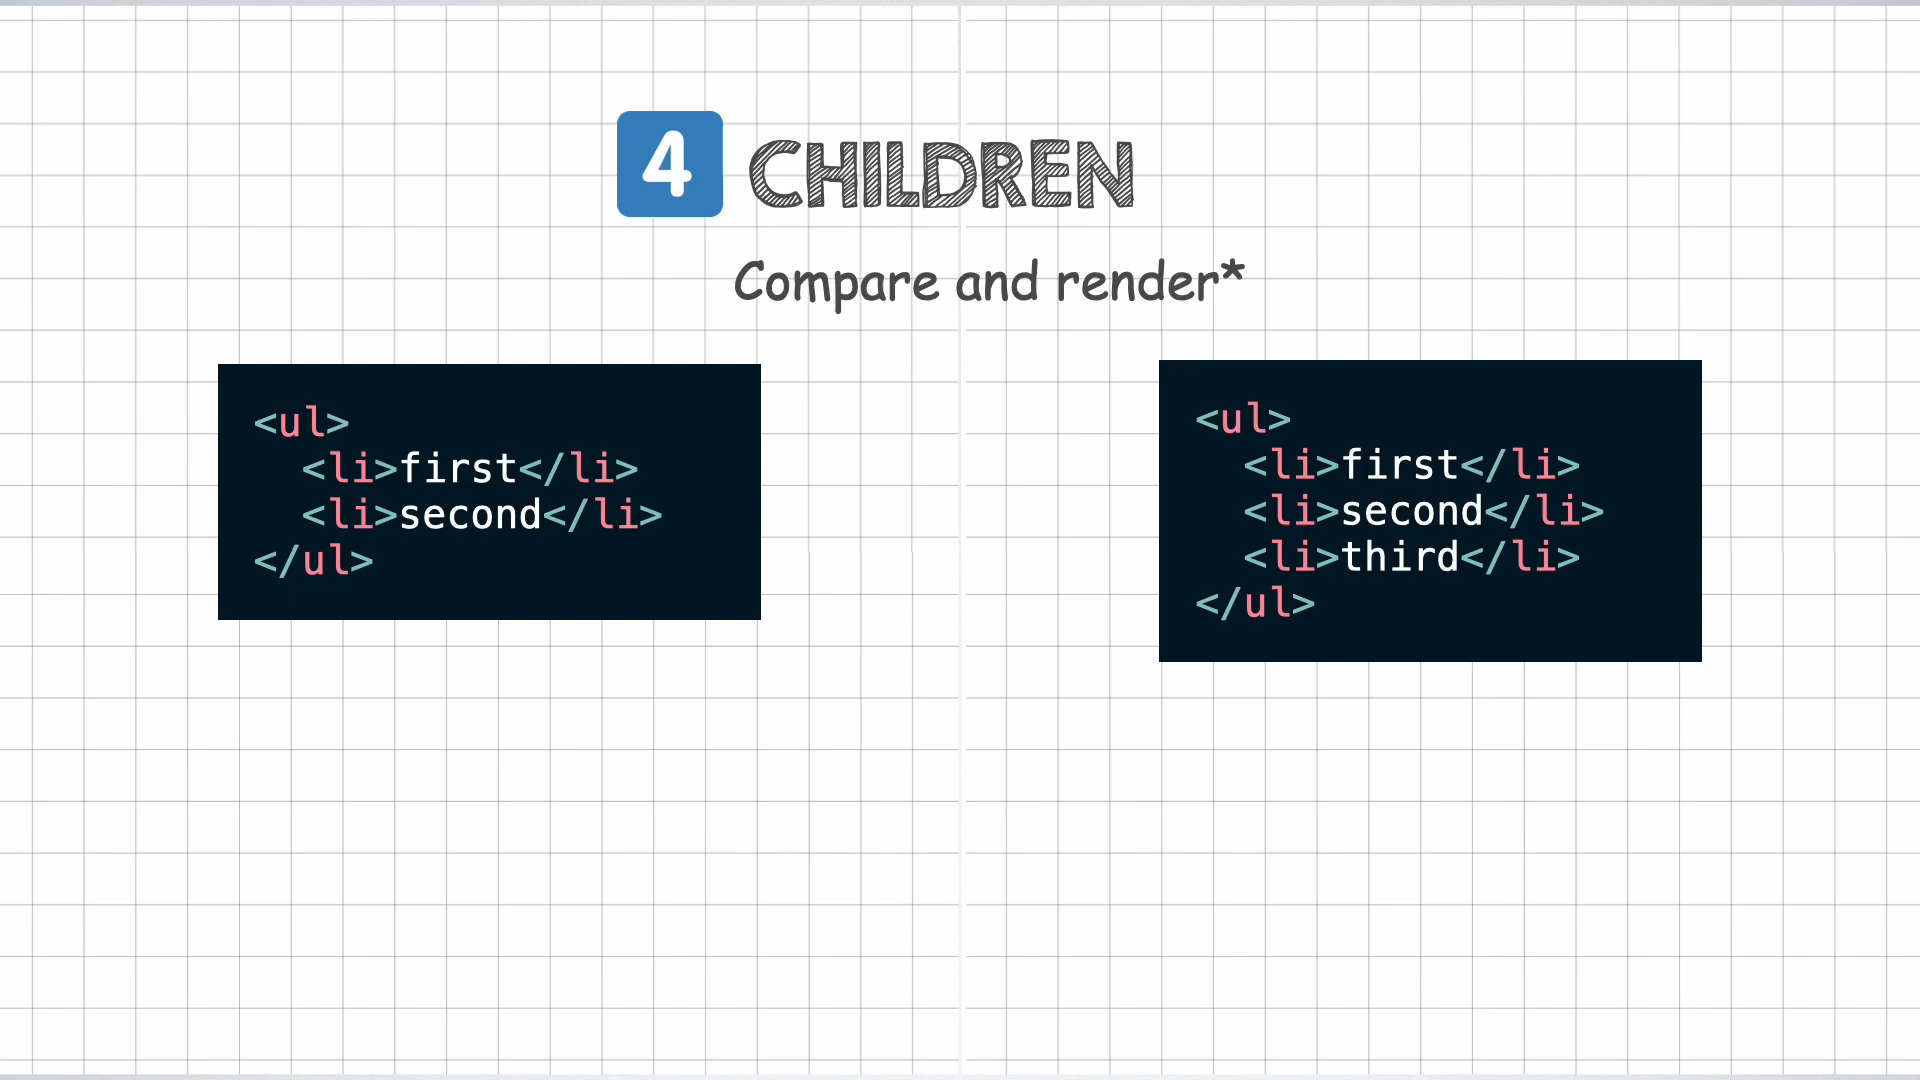 4 CHILDREN
Compare and render*
<ul>
  <li>first</li>
  <li>second</li>
</ul>
<ul>
  <li>first</li>
  <li>second</li>
  <li>third</li>
</ul>